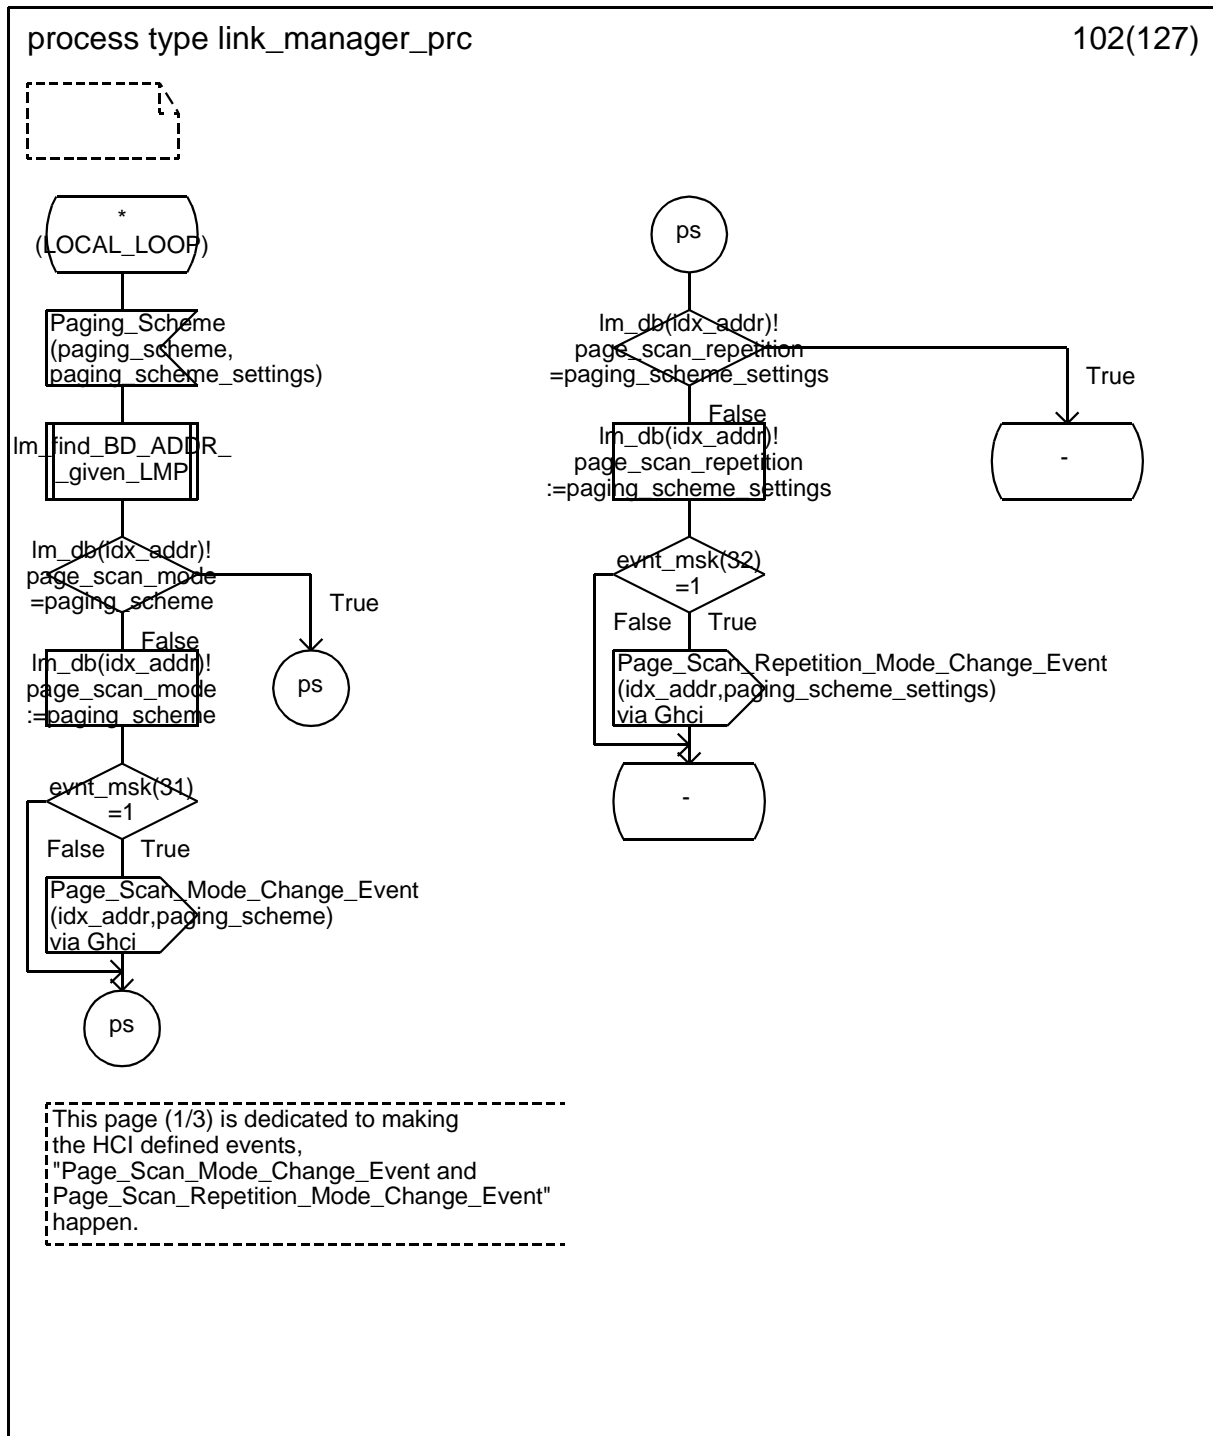 process type link_manager_prc
102(127)
*
(LOCAL_LOOP)
Paging_Scheme
(paging_scheme,
paging_scheme_settings)
lm_find_BD_ADDR_
_given_LMP
lm_db(idx_addr)!
page_scan_mode
=paging_scheme
True
False
lm_db(idx_addr)!
page_scan_mode
:=paging_scheme
ps
evnt_msk(31)
=1
False
True
Page_Scan_Mode_Change_Event
(idx_addr,paging_scheme)
via Ghci
ps
This page (1/3) is dedicated to making
the HCI defined events,
"Page_Scan_Mode_Change_Event and
Page_Scan_Repetition_Mode_Change_Event"
happen.
ps
lm_db(idx_addr)!
page_scan_repetition
=paging_scheme_settings
True
-
False
lm_db(idx_addr)!
page_scan_repetition
:=paging_scheme_settings
evnt_msk(32)
=1
False
True
Page_Scan_Repetition_Mode_Change_Event
(idx_addr,paging_scheme_settings)
via Ghci
-